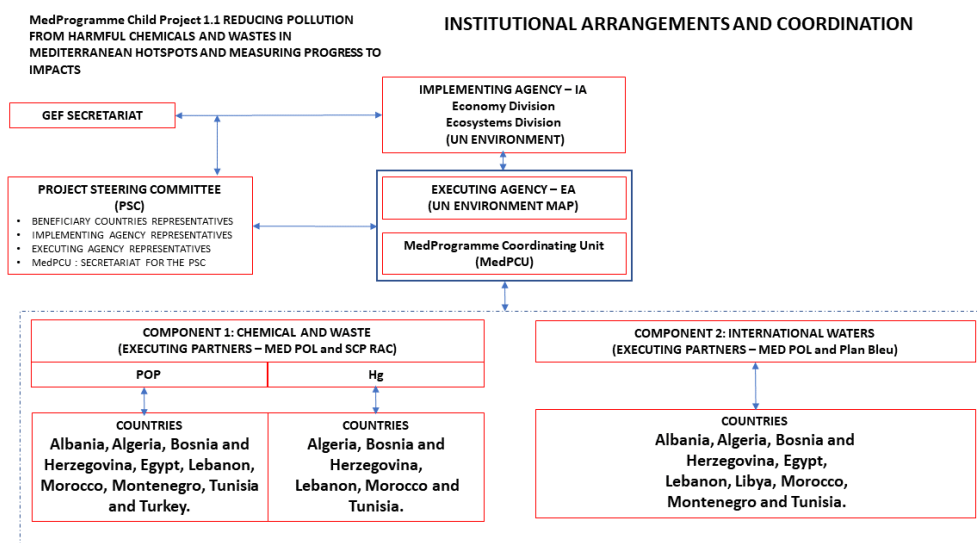 MedProgramme Child Project 1.1 REDUCING POLLUTION
FROM HARMFUL CHEMICALS AND WASTES IN
MEDITERRANEAN HOTSPOTS AND MEASURING PROGRESS TO
IMPACTS
INSTITUTIONAL ARRANGEMENTS AND COORDINATION
IMPLEMENTING AGENCY – IA
Economy Division
Ecosystems Division
(UN ENVIRONMENT)
GEF SECRETARIAT
PROJECT STEERING COMMITTEE
(PSC)
• BENEFICIARY COUNTRIES REPRESENTATIVES
• IMPLEMENTING AGENCY REPRESENTATIVES
• EXECUTING AGENCY REPRESENTATIVES
• MedPCU : SECRETARIAT FOR THE PSC
EXECUTING AGENCY – EA
(UN ENVIRONMENT MAP)
MedProgramme Coordinating Unit
(MedPCU)
COMPONENT 1: CHEMICAL AND WASTE
(EXECUTING PARTNERS – MED POL and SCP RAC)
POP
Hg
COUNTRIES
Albania, Algeria, Bosnia and
Herzegovina, Egypt, Lebanon,
Morocco, Montenegro, Tunisia
and Turkey.
COUNTRIES
Algeria, Bosnia and
Herzegovina,
Lebanon, Morocco and
Tunisia.
COMPONENT 2: INTERNATIONAL WATERS
(EXECUTING PARTNERS – MED POL and Plan Bleu)
COUNTRIES
Albania, Algeria, Bosnia and
Herzegovina, Egypt,
Lebanon, Libya, Morocco,
Montenegro and Tunisia.